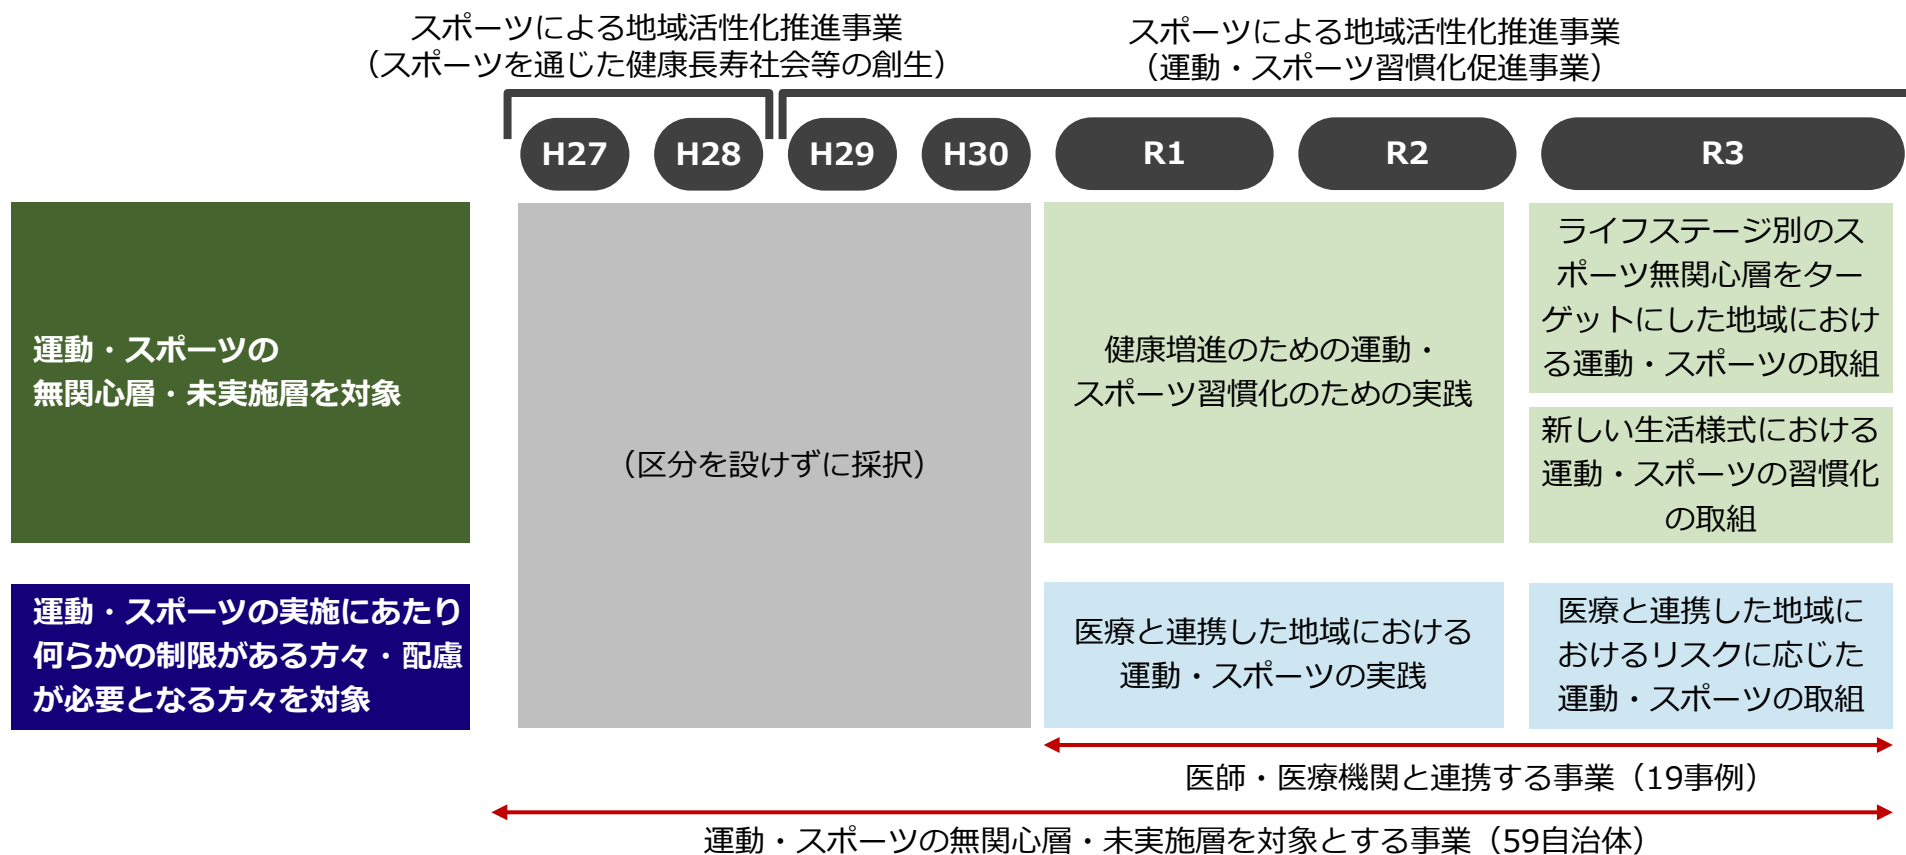 スポーツによる地域活性化推進事業
（スポーツを通じた健康長寿社会等の創生）
スポーツによる地域活性化推進事業
（運動・スポーツ習慣化促進事業）
H27
H28
H29
H30
R1
R2
R3
運動・スポーツの
無関心層・未実施層を対象
（区分を設けずに採択）
健康増進のための運動・
スポーツ習慣化のための実践
ライフステージ別のス
ポーツ無関心層をター
ゲットにした地域におけ
る運動・スポーツの取組
新しい生活様式における
運動・スポーツの習慣化
の取組
運動・スポーツの実施にあたり
何らかの制限がある方々・配慮
が必要となる方々を対象
医療と連携した地域における
運動・スポーツの実践
医療と連携した地域に
おけるリスクに応じた
運動・スポーツの取組
医師・医療機関と連携する事業（19事例）
運動・スポーツの無関心層・未実施層を対象とする事業（59自治体）